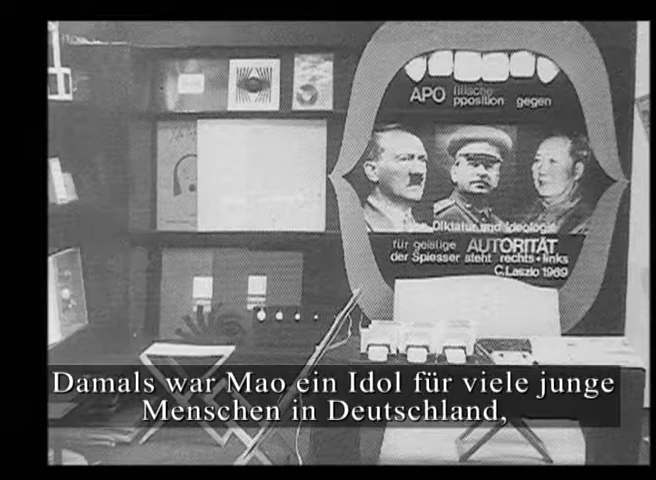 APO
pposition gegen
Diktatur und Ideologie
für geistige AUTORITÄT
der Spiesser steht rechts + links
C. Laszlo 1969
Damals war Mao ein Idol für viele junge
Menschen in Deutschland,